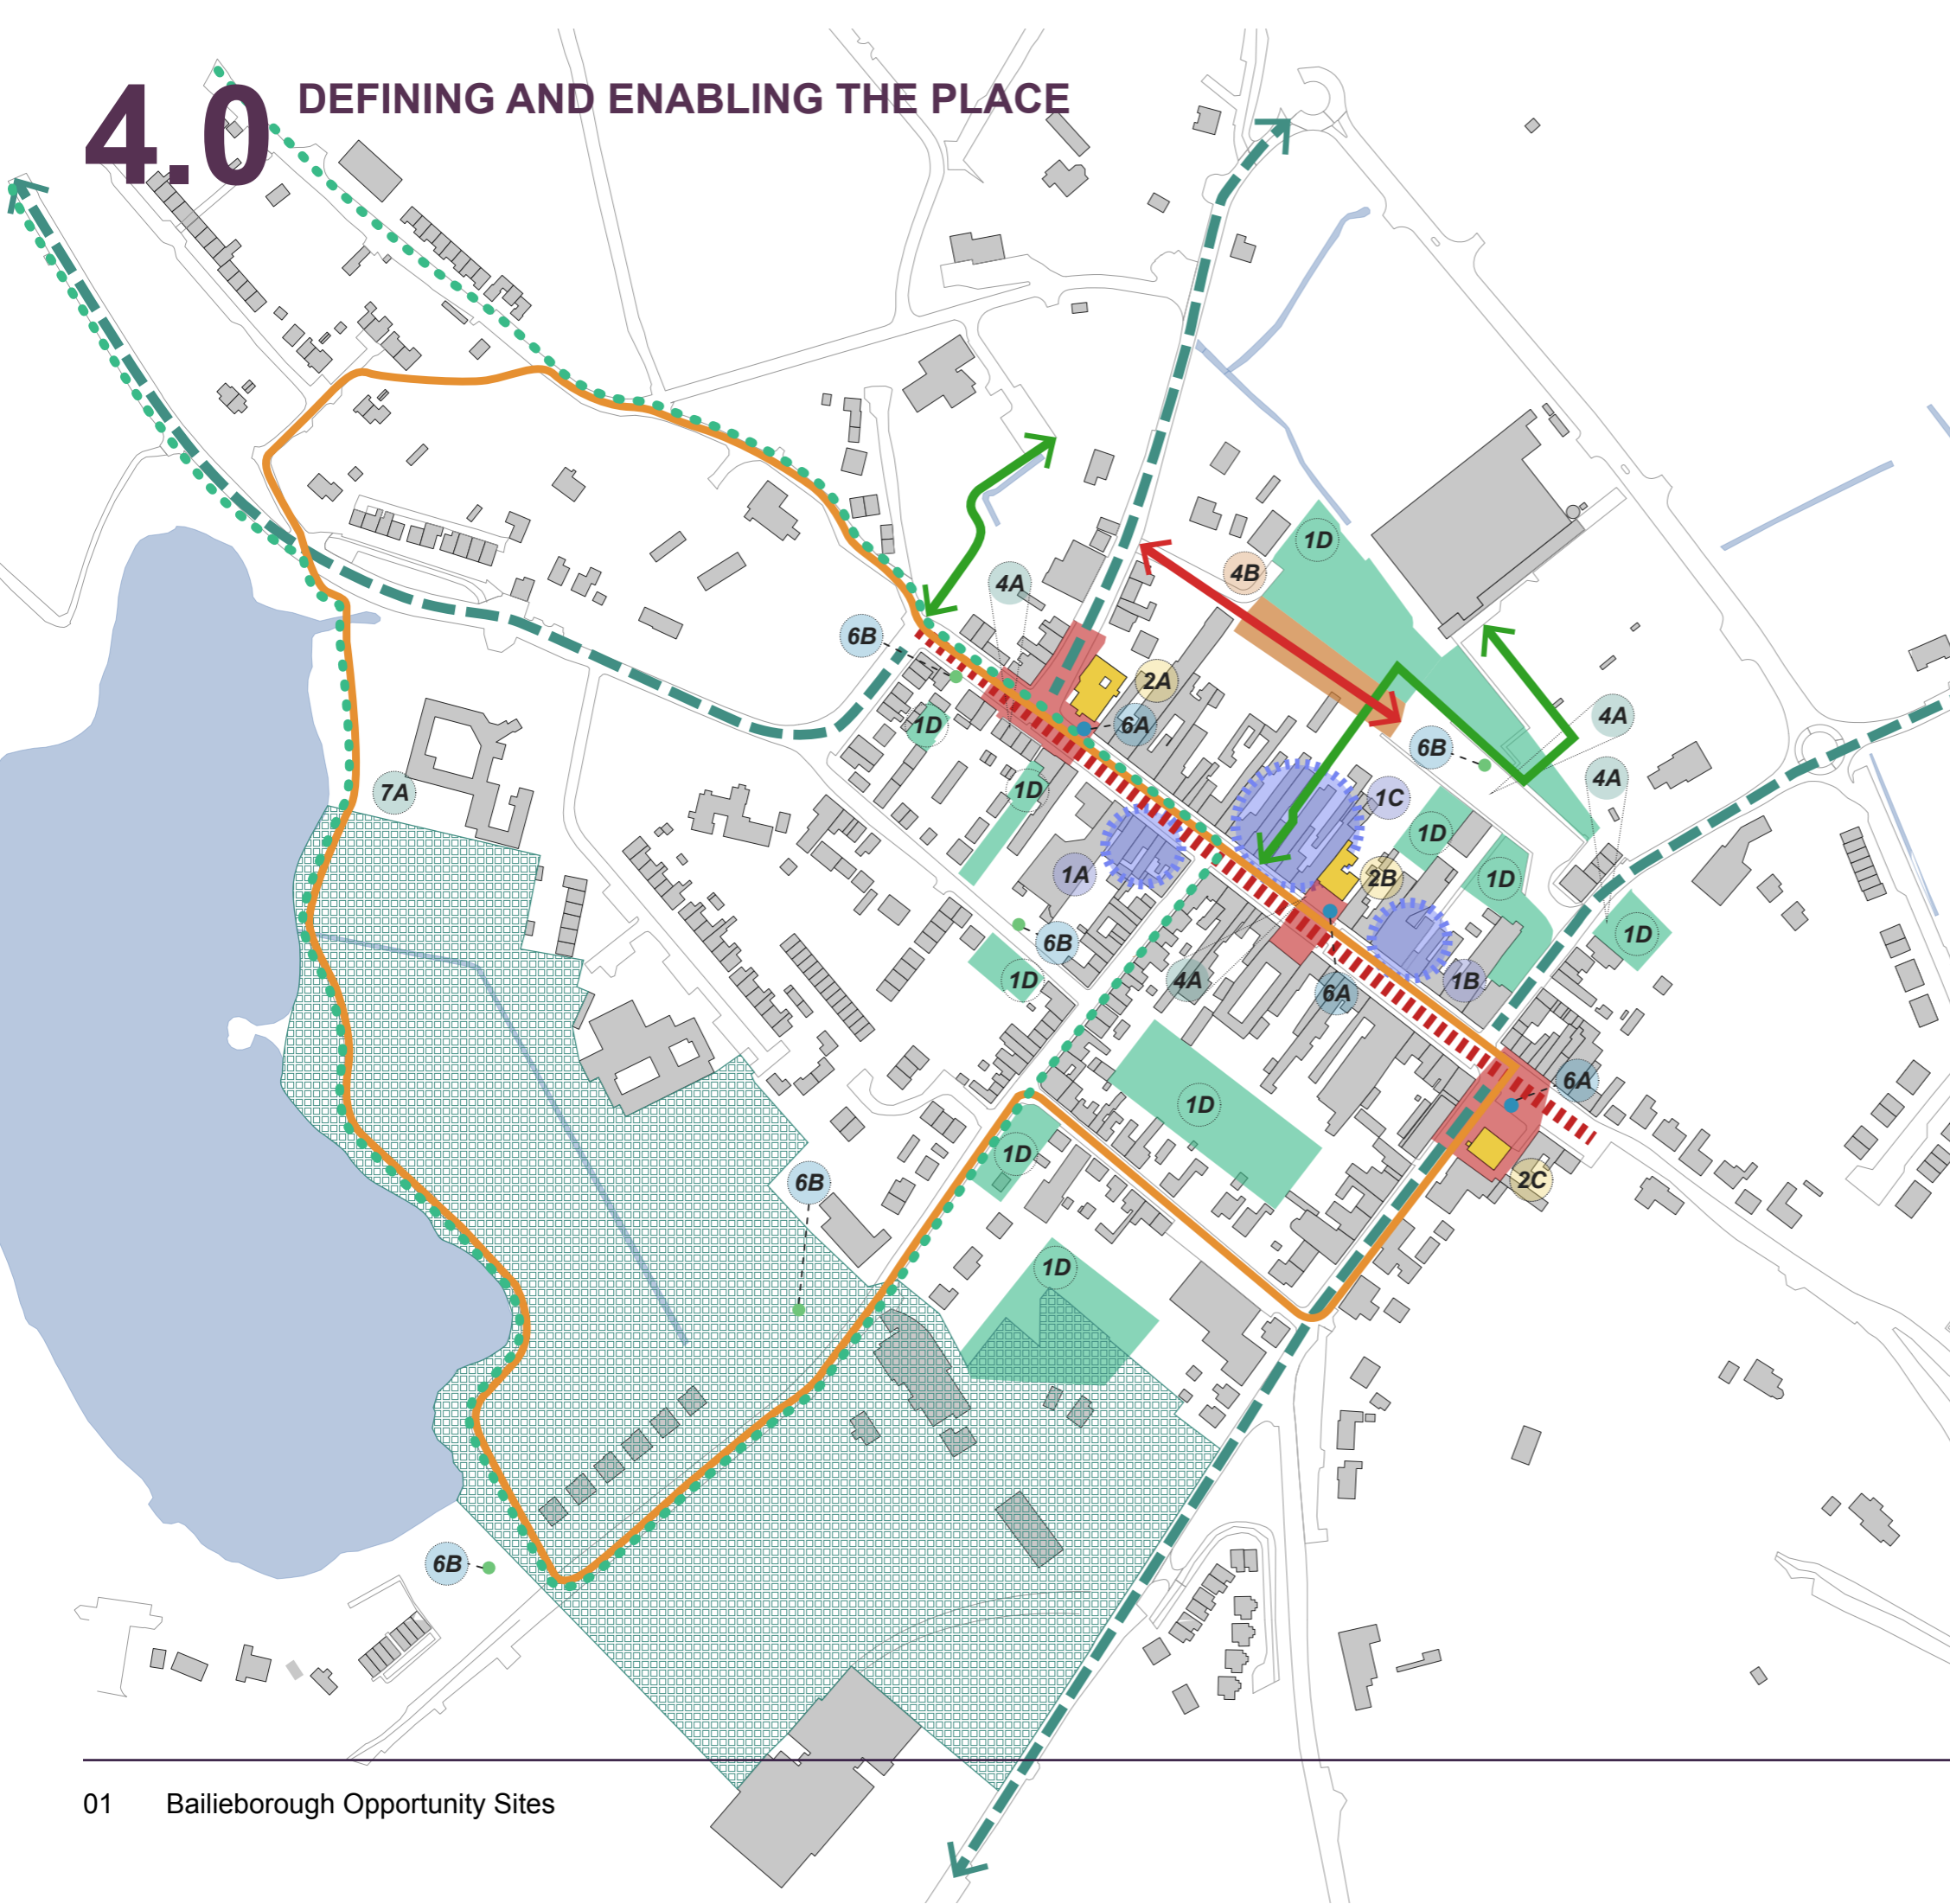 4.0 DEFINING AND ENABLING THE PLACE
1D
4B
4A
6B
2A
4A
6A
1D
6B
4A
7A
1D
1C
1D
1A
2B
1D
1D
6B
1D
4A
1B
6A
6A
1D
1D
2C
6B
1D
6B
01 Bailieborough Opportunity Sites